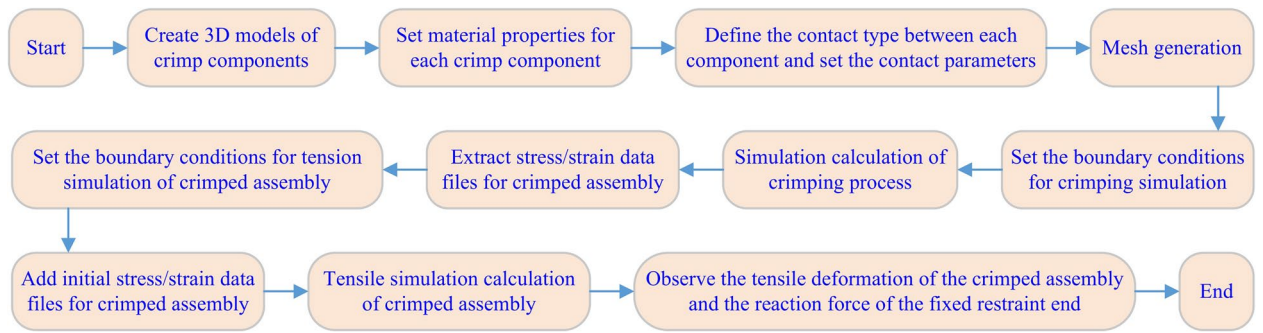 Start
Create 3D models of
crimp components
Set material properties for
each crimp component
Define the contact type between each
component and set the contact parameters
Mesh generation
Set the boundary conditions
for crimping simulation
Simulation calculation of
crimping process
Extract stress/strain data
files for crimped assembly
Set the boundary conditions for tension
simulation of crimped assembly
Add initial stress/strain data
files for crimped assembly
Tensile simulation calculation
of crimped assembly
Observe the tensile deformation of the crimped assembly
and the reaction force of the fixed restraint end
End